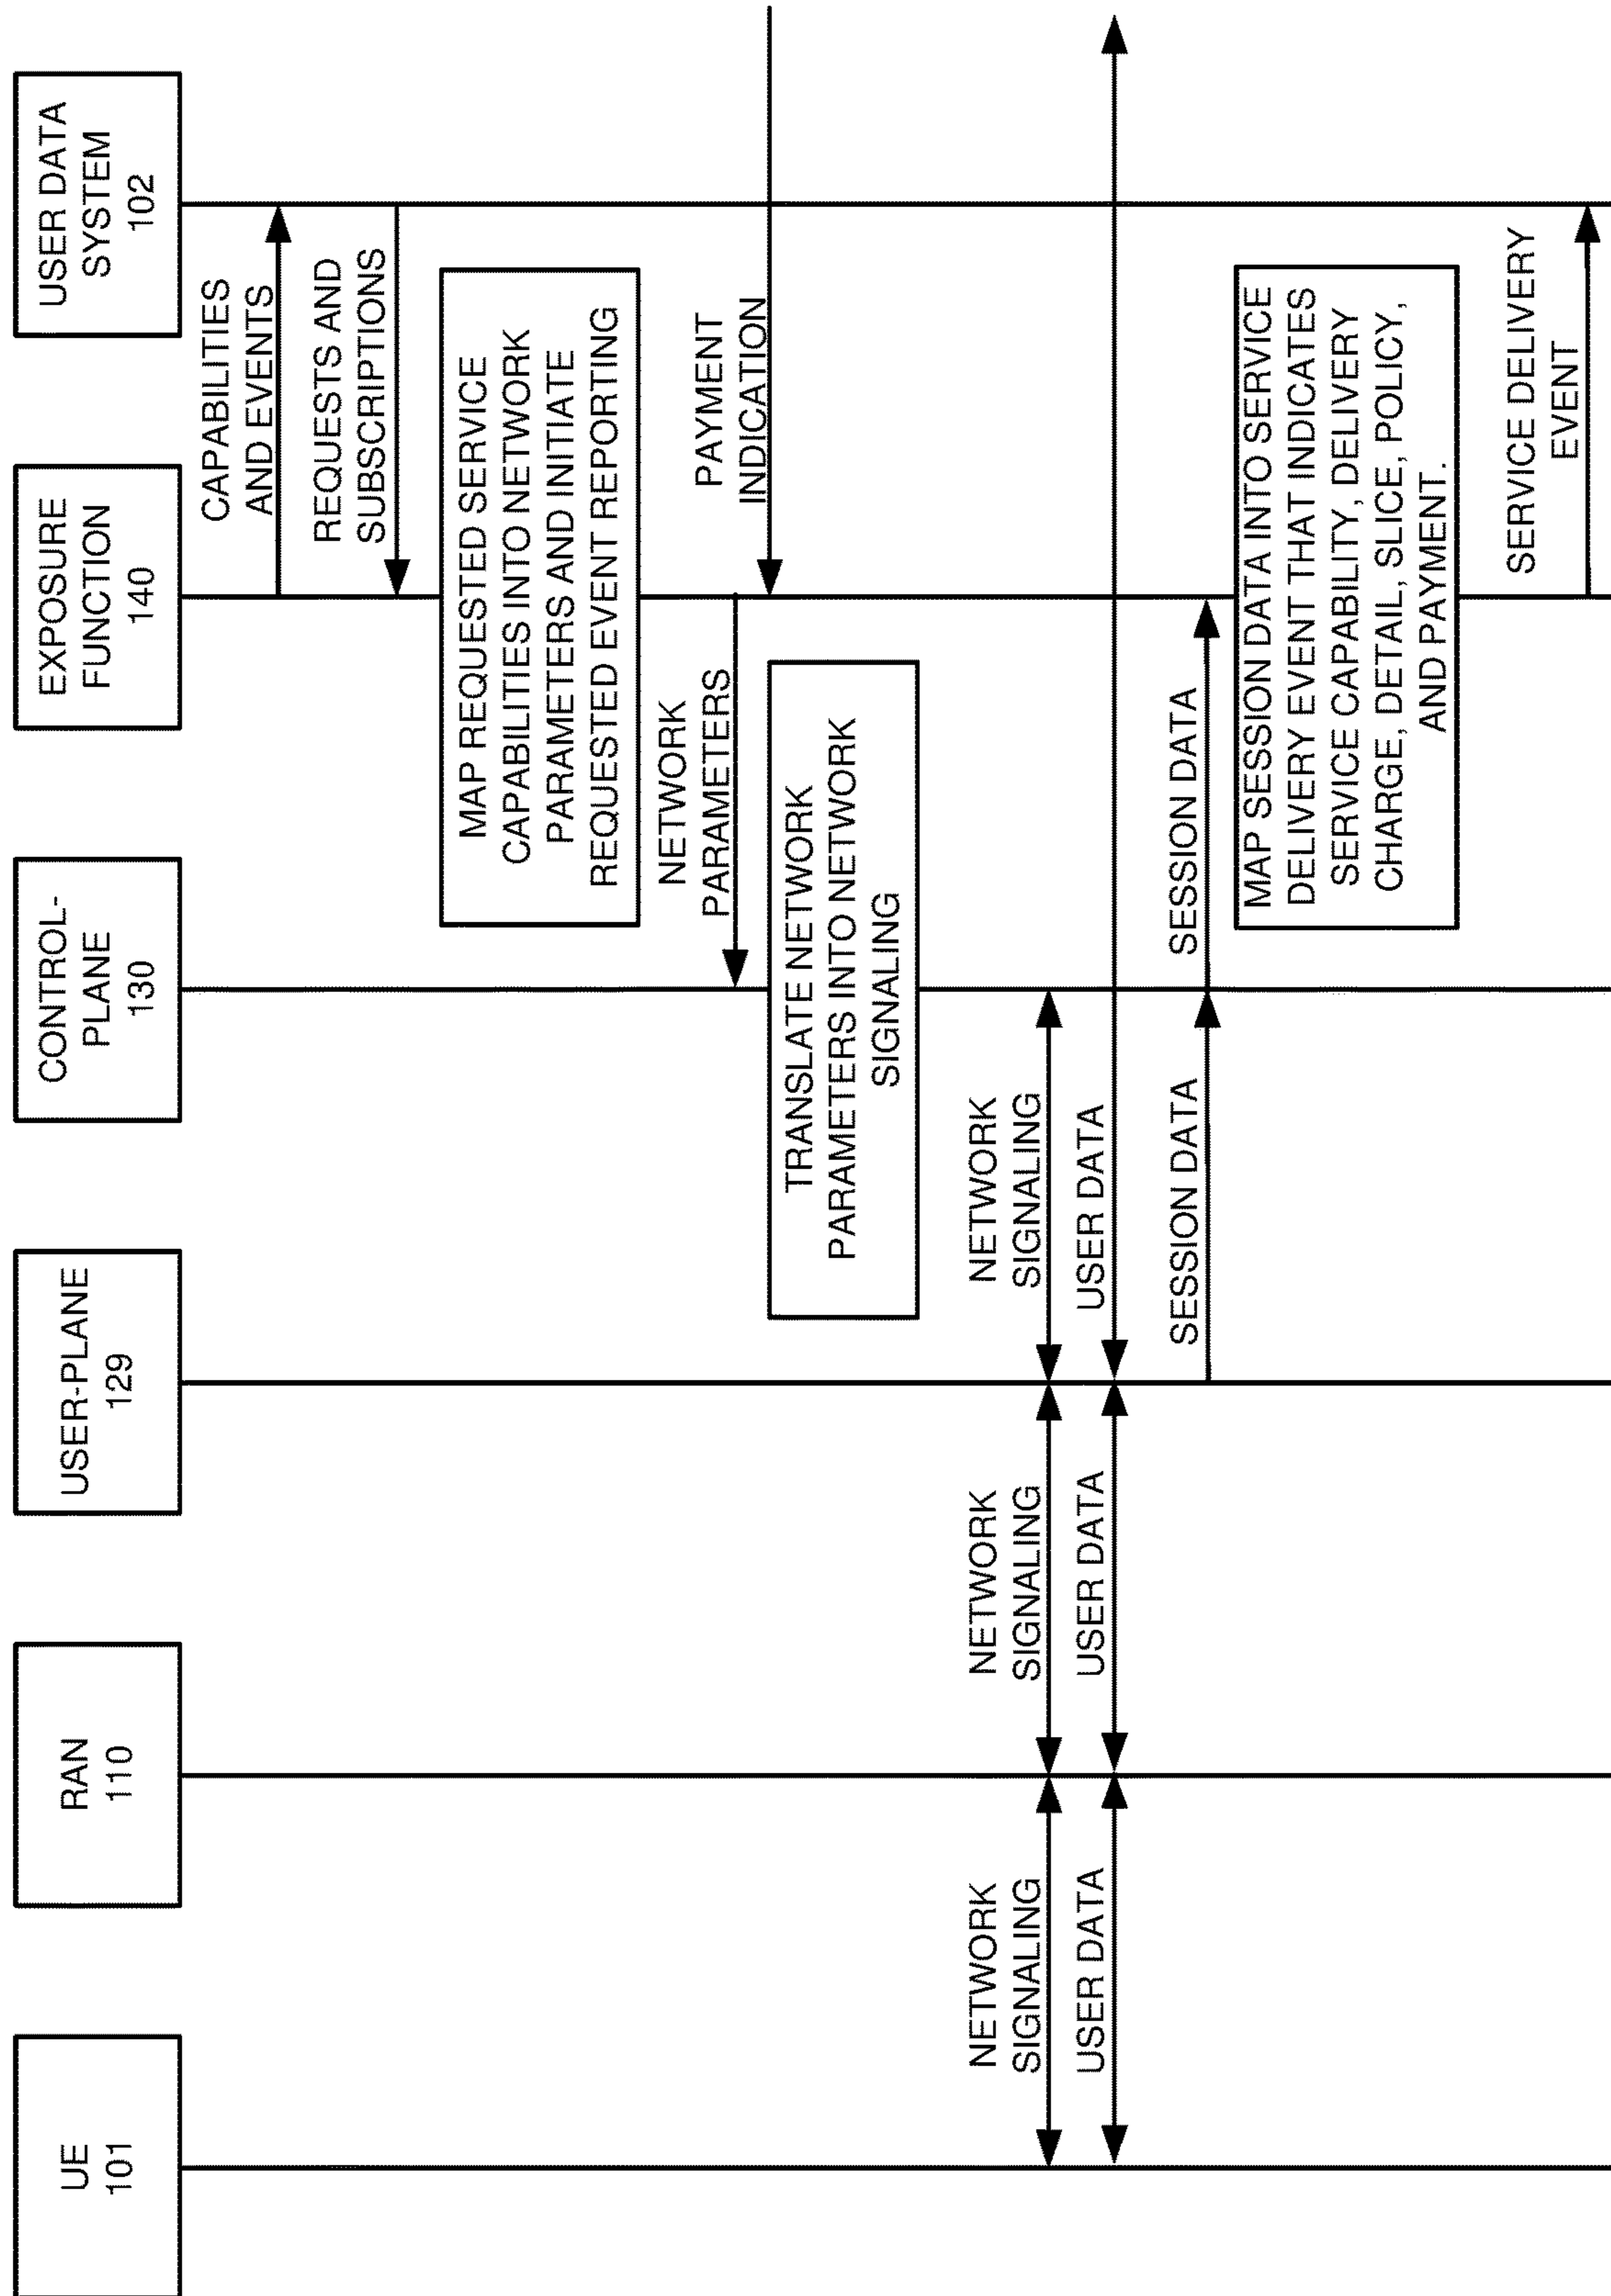 UE
101
RAN
110
USER-PLANE
129
CONTROL-
PLANE
130
EXPOSURE
FUNCTION
140
USER DATA
SYSTEM
102
CAPABILITIES
AND EVENTS
REQUESTS AND
SUBSCRIPTIONS
MAP REQUESTED SERVICE
CAPABILITIES INTO NETWORK
PARAMETERS AND INITIATE
REQUESTED EVENT REPORTING
NETWORK
PARAMETERS
PAYMENT
INDICATION
TRANSLATE NETWORK
PARAMETERS INTO NETWORK
SIGNALING
NETWORK
SIGNALING
NETWORK
SIGNALING
NETWORK
SIGNALING
USER DATA
USER DATA
USER DATA
SESSION DATA
SESSION DATA
MAP SESSION DATA INTO SERVICE
DELIVERY EVENT THAT INDICATES
SERVICE CAPABILITY, DELIVERY
CHARGE, DETAIL, SLICE, POLICY,
AND PAYMENT.
SERVICE DELIVERY
EVENT